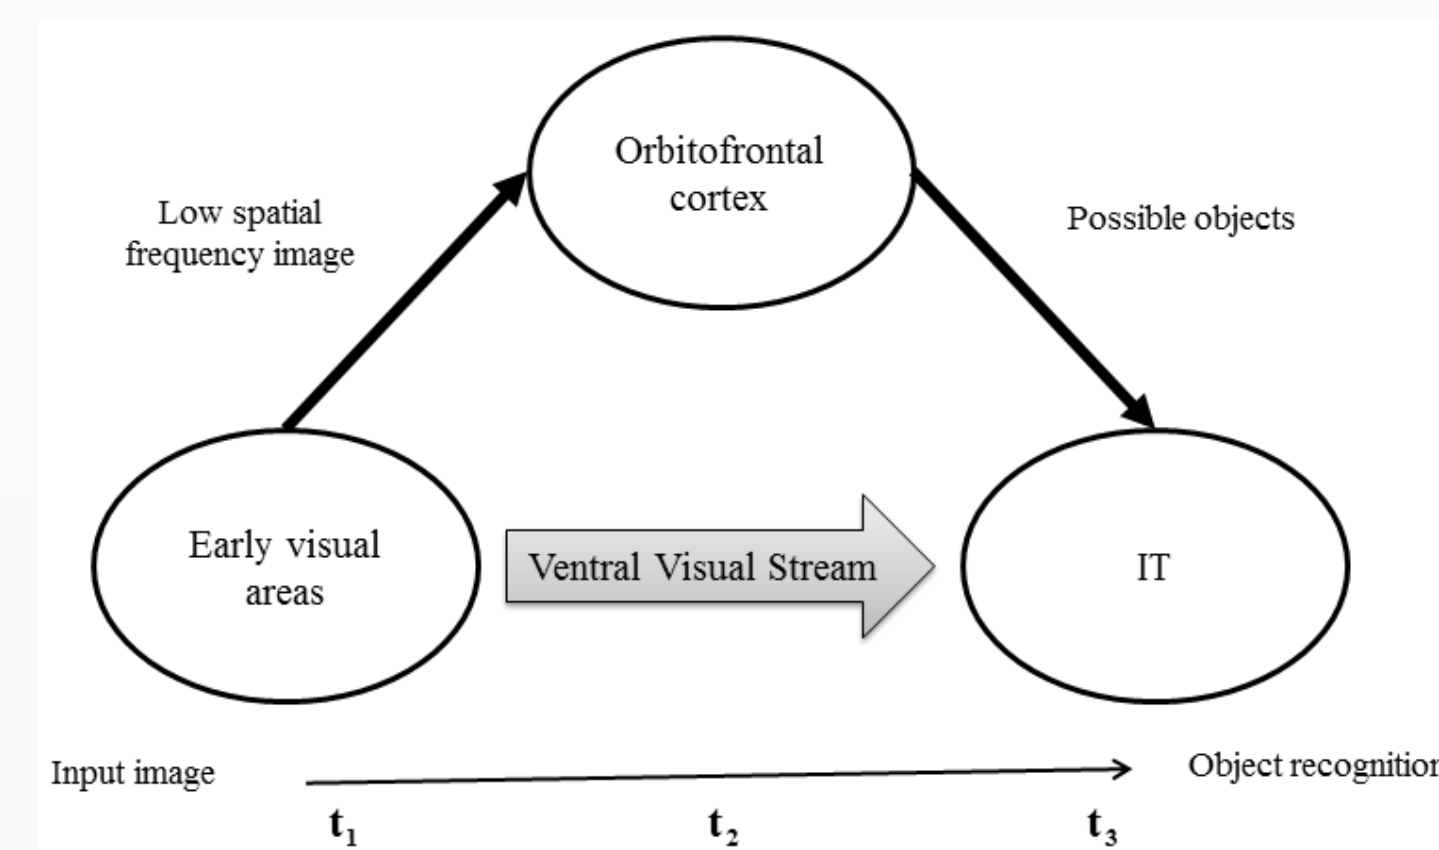 Orbitofrontal
cortex
Low spatial
frequency image
Possible objects
Early visual
areas
Ventral Visual Stream
IT
Input image
Object recognition
t₁
t₂
t₃